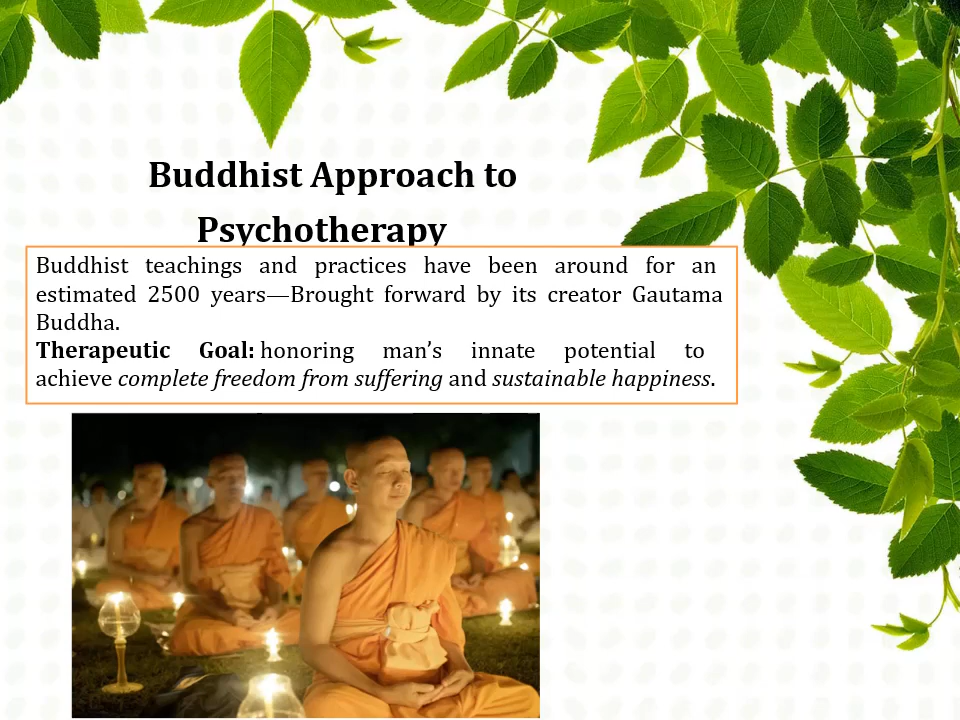 Buddhist Approach to
Psychotherapy
Buddhist teachings and practices have been around for an
estimated 2500 years—Brought forward by its creator Gautama
Buddha.
Therapeutic Goal: honoring man’s innate potential to
achieve complete freedom from suffering and sustainable happiness.